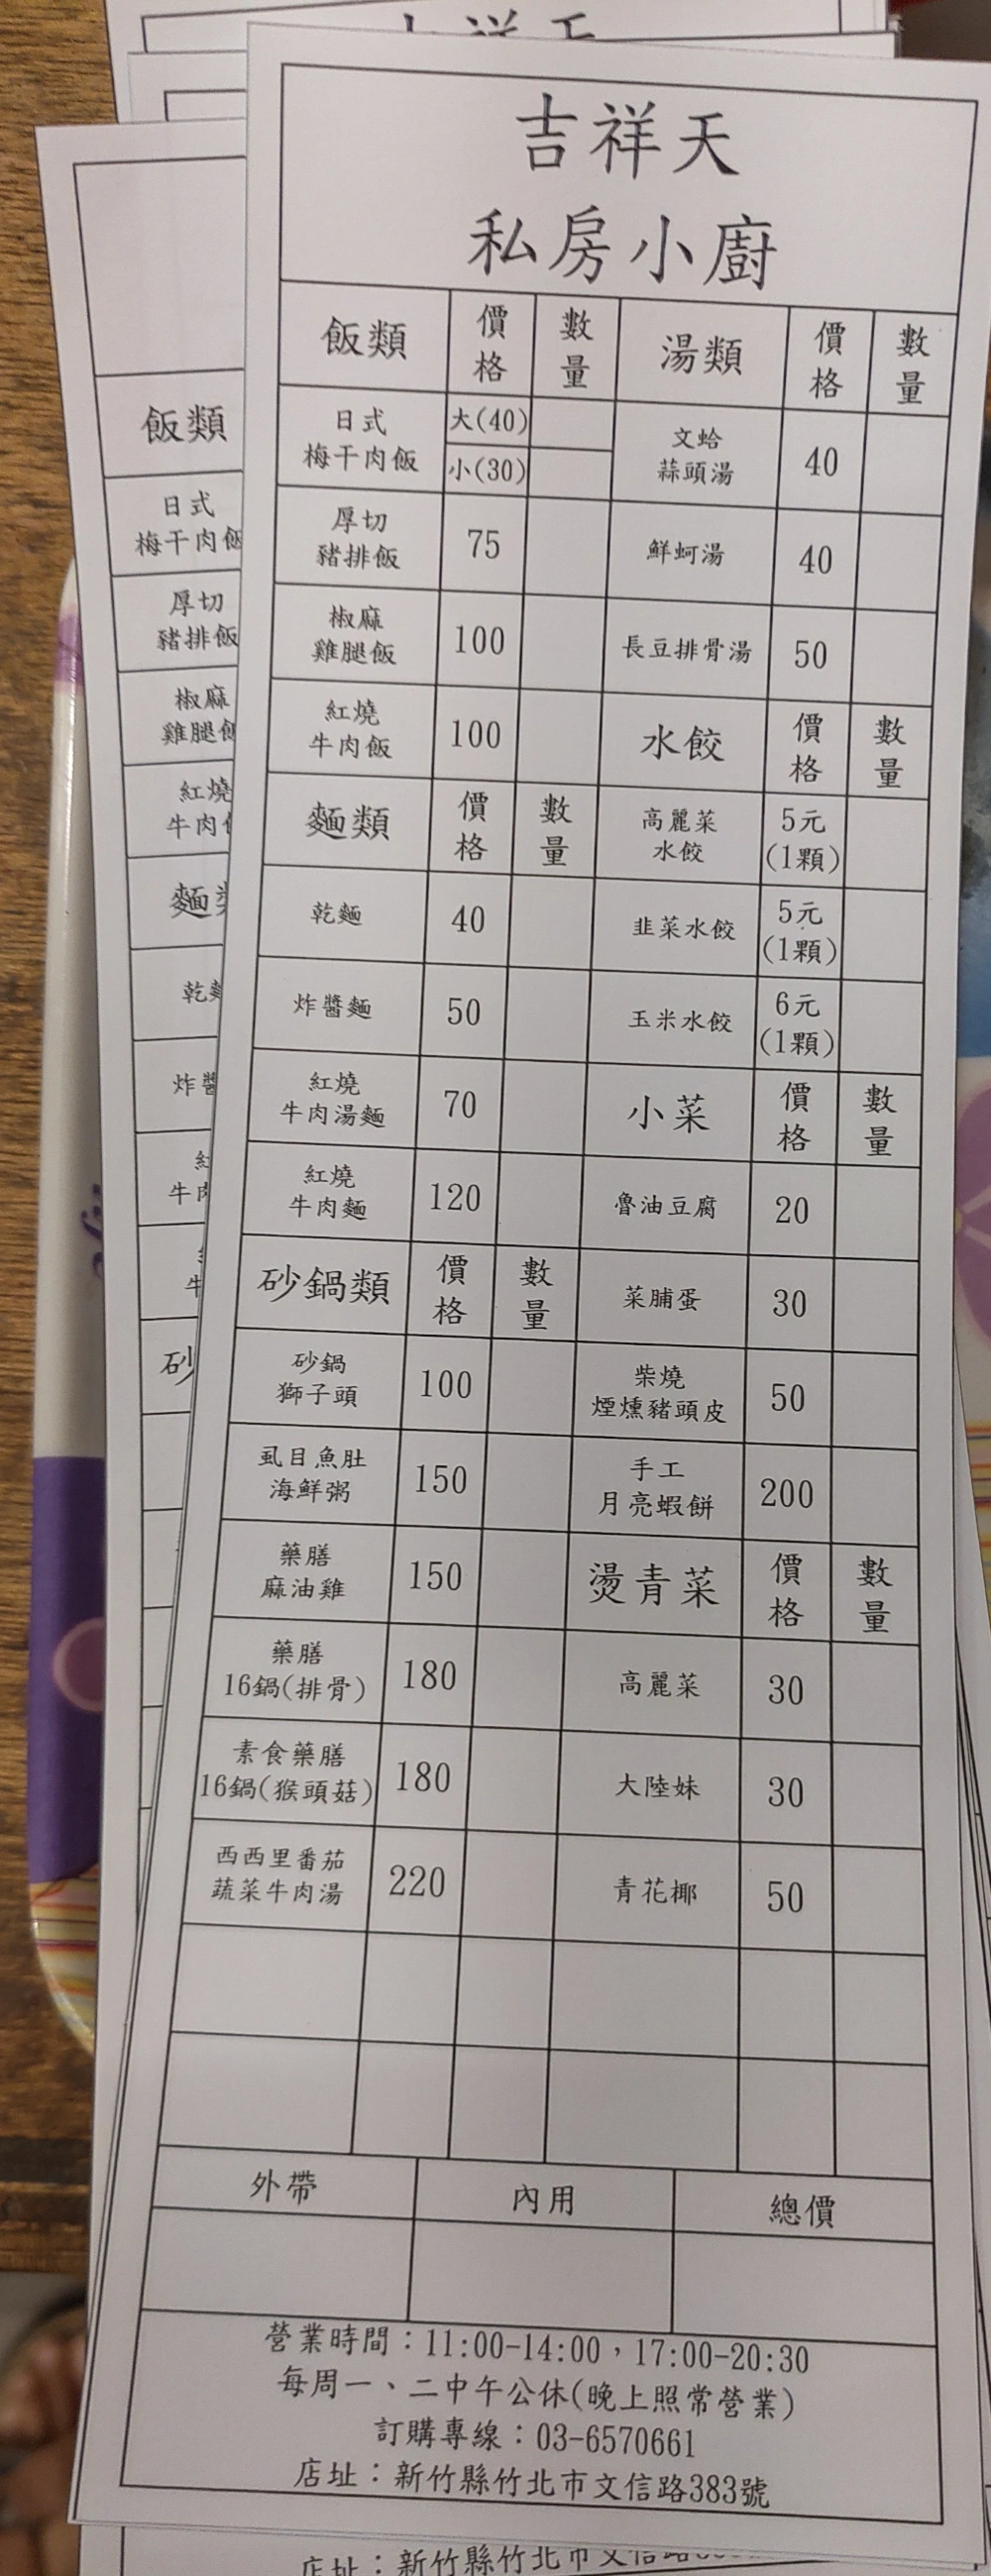 吉祥天
私房小廚
飯類 價格 數量 湯類 價格 數量
日式梅干肉飯 大(40) 小(30) 文蛤蒜頭湯 40
厚切豬排飯 75 鮮蚵湯 40
椒麻雞腿飯 100 長豆排骨湯 50
紅燒牛肉飯 100 水餃 價格 數量
麵類 價格 數量 高麗菜水餃 5元(1顆)
乾麵 40 韭菜水餃 5元(1顆)
炸醬麵 50 玉米水餃 6元(1顆)
紅燒牛肉湯麵 70 小菜 價格 數量
紅燒牛肉麵 120 魯油豆腐 20
砂鍋類 價格 數量 菜脯蛋 30
砂鍋獅子頭 100 柴燒煙燻豬頭皮 50
虱目魚肚海鮮粥 150 手工月亮蝦餅 200
藥膳麻油雞 150 燙青菜 價格 數量
藥膳16鍋(排骨) 180 高麗菜 30
素食藥膳16鍋(猴頭菇) 180 大陸妹 30
西西里番茄蔬菜牛肉湯 220 青花椰 50
外帶 內用 總價
營業時間：11:00-14:00，17:00-20:30
每周一、二中午公休(晚上照常營業)
訂購專線：03-6570661
店址：新竹縣竹北市文信路383號
飯類
日式
梅干肉飯
厚切
豬排飯
椒麻
雞腿飯
紅燒
牛肉
麵類
乾麵
炸醬
紅
牛肉
牛
砂
店址：新竹縣竹北市文信路